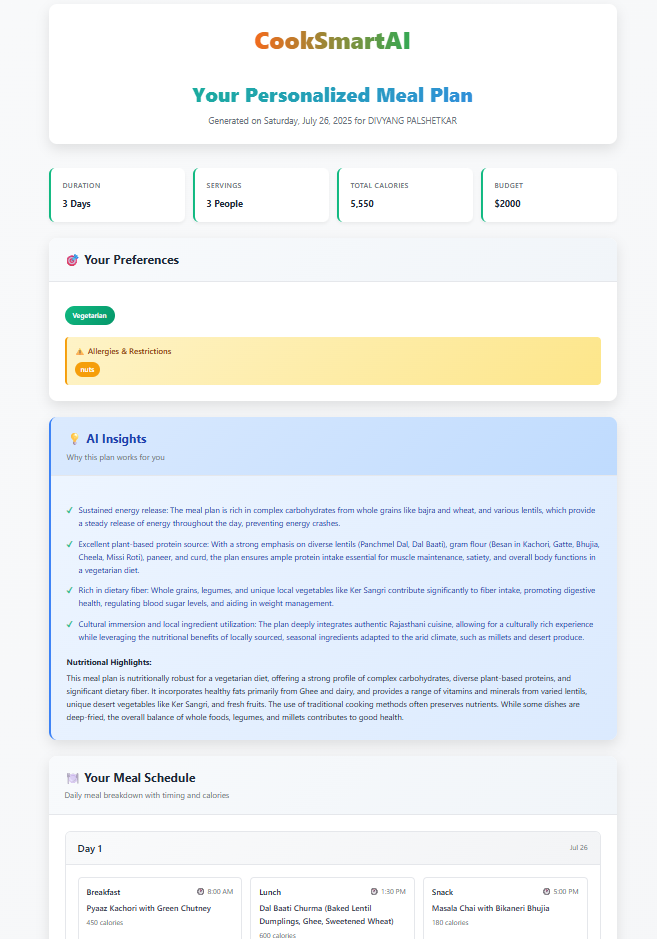 CookSmartAI
Your Personalized Meal Plan
Generated on Saturday, July 26, 2025 for DIVYANG PALSHETKAR
DURATION
3 Days
SERVINGS
3 People
TOTAL CALORIES
5,550
BUDGET
$2000
Your Preferences
Vegetarian
Allergies & Restrictions
nuts
AI Insights
Why this plan works for you
Sustained energy release: The meal plan is rich in complex carbohydrates from whole grains like bajra and wheat, and various lentils, which provide
a steady release of energy throughout the day, preventing energy crashes.
Excellent plant-based protein source: With a strong emphasis on diverse lentils (Panchmel Dal, Dal Baati), gram flour (Besan in Kachori, Gatte, Bhujia,
Cheela, Missi Roti), paneer, and curd, the plan ensures ample protein intake essential for muscle maintenance, satiety, and overall body functions in
a vegetarian diet.
Rich in dietary fiber: Whole grains, legumes, and unique local vegetables like Ker Sangri contribute significantly to fiber intake, promoting digestive
health, regulating blood sugar levels, and aiding in weight management.
Cultural immersion and local ingredient utilization: The plan deeply integrates authentic Rajasthani cuisine, allowing for a culturally rich experience
while leveraging the nutritional benefits of locally sourced, seasonal ingredients adapted to the arid climate, such as millets and desert produce.
Nutritional Highlights:
This meal plan is nutritionally robust for a vegetarian diet, offering a strong profile of complex carbohydrates, diverse plant-based proteins, and
significant dietary fiber. It incorporates healthy fats primarily from Ghee and dairy, and provides a range of vitamins and minerals from varied lentils,
unique desert vegetables like Ker Sangri, and fresh fruits. The use of traditional cooking methods often preserves nutrients. While some dishes are
deep-fried, the overall balance of whole foods, legumes, and millets contributes to good health.
Your Meal Schedule
Daily meal breakdown with timing and calories
Day 1
Jul 26
Breakfast
8:00 AM
Pyaaz Kachori with Green Chutney
450 calories
Lunch
1:30 PM
Dal Baati Churma (Baked Lentil
Dumplings, Ghee, Sweetened Wheat)
600 calories
Snack
5:00 PM
Masala Chai with Bikaneri Bhujia
180 calories